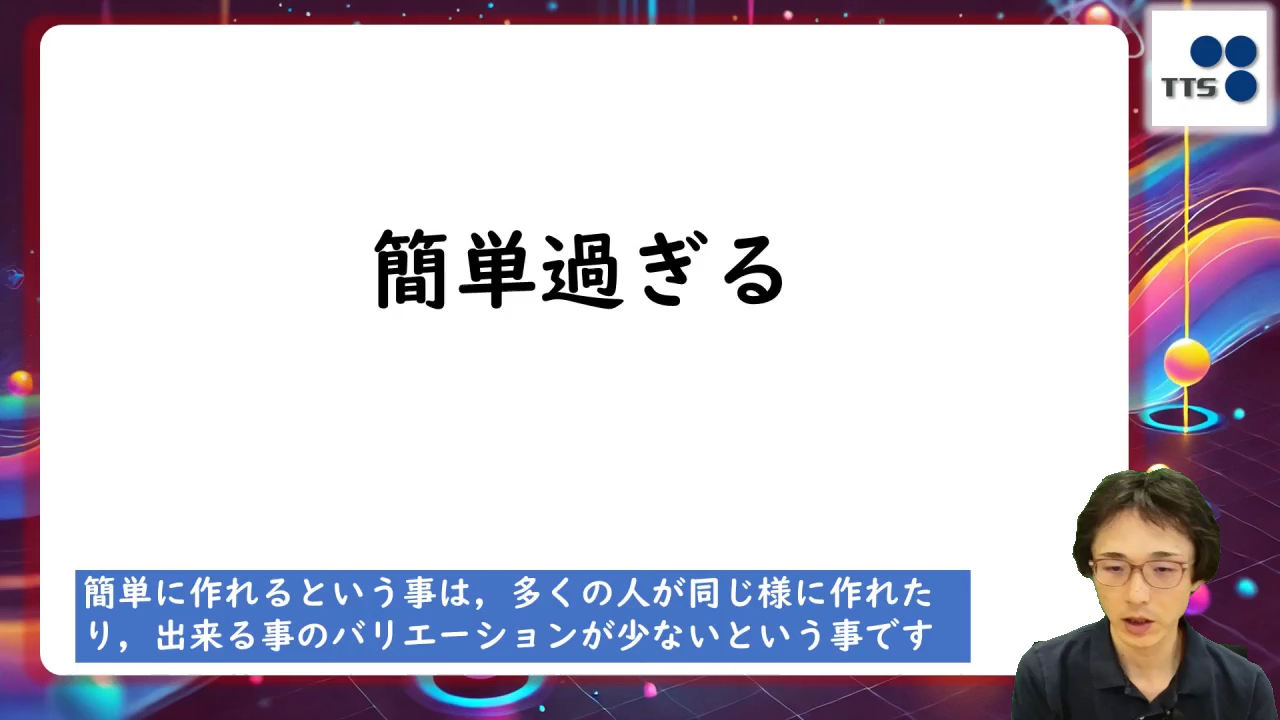 TTS
簡単過ぎる
簡単に作れるという事は，多くの人が同じ様に作れた
り，出来る事のバリエーションが少ないという事です